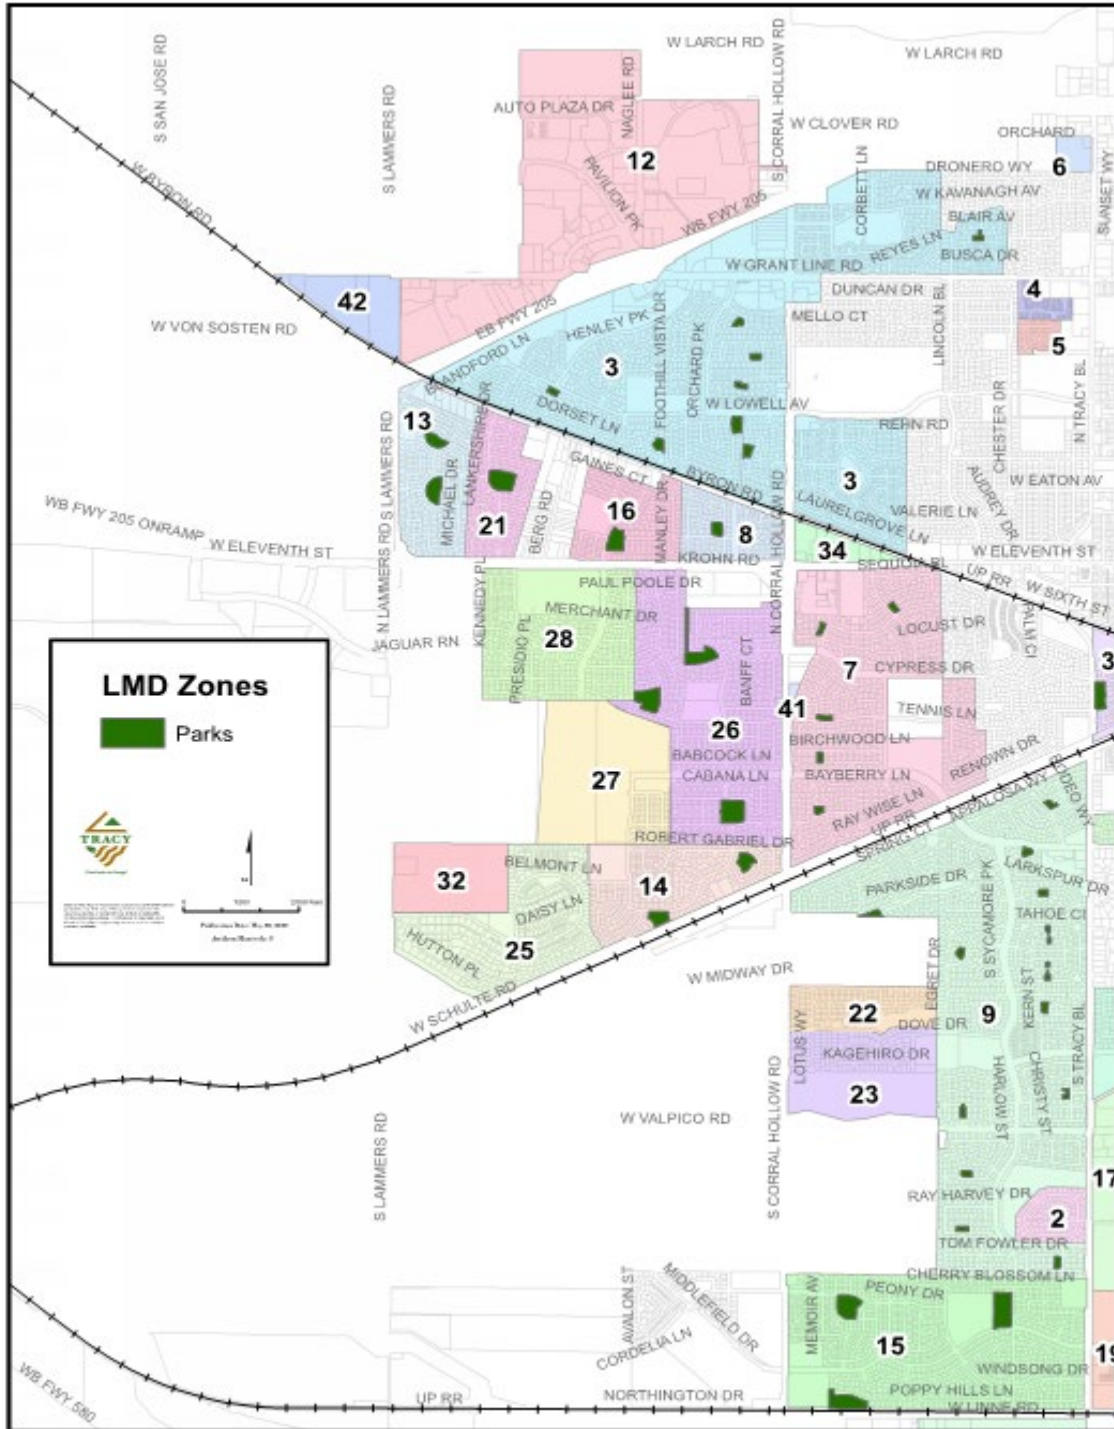 W LARCH RD
W LARCH RD
S SAN JOSE RD
S LAMMERS RD
AUTO PLAZA DR
NAGLEE RD
S CORRAL HOLLOW RD
W CLOVER RD
ORCHARD
12
6
DRONERO WY
PAVILION PK
CORBETT LN
W KAVANAGH AV
SUNSET WY
W BYRON RD
WB FWY 205
BLAIR AV
REYES LN
BUSCA DR
W GRANT LINE RD
42
DUNCAN DR
4
W VON SOSTEN RD
EB FWY 205
HENLEY PK
FOOTHILL VISTA DR
ORCHARD PK
MELLO CT
LINCOLN BL
5
BRANDFORD LN
3
N TRACY BL
CHESTER DR
DORSET LN
W LOWELL AV
LANKERSHIRE DR
13
REHN RD
N LAMMERS RD
S LAMMERS RD
MICHAEL DR
GAINES CT
BYRON RD
3
AUDREY DR
W EATON AV
LAURELGROVE LN
VALERIE LN
WB FWY 205 ONRAMP
W ELEVENTH ST
21
BERG RD
16
MANLEY DR
8
KROHN RD
34
W ELEVENTH ST
SEQUOIA BL
UP RR
W SIXTH ST
KENNEDY PL
PAUL POOLE DR
N CORRAL HOLLOW RD
MERCHANT DR
LOCUST DR
PALM CI
JAGUAR RN
28
PRESIDIO PL
BANFF CT
7
CYPRESS DR
3
LMD Zones
Parks
TRACY
26
41
TENNIS LN
BIRCHWOOD LN
BABCOCK LN
CABANA LN
27
BAYBERRY LN
RENOWN DR
RAY WISE LN
UP RR
APPALOOSA WY
RODEO WY
ROBERT GABRIEL DR
SPRING CT
BELMONT LN
32
14
PARKSIDE DR
LARKSPUR DR
S SYCAMORE PK
DAISY LN
TAHOE CI
HUTTON PL
25
EGRET DR
W MIDWAY DR
KERN ST
W SCHULTE RD
22
DOVE DR
9
LOTUS WY
KAGEHIRO DR
S TRACY BL
23
HARLOW ST
CHRISTY ST
W VALPICO RD
S LAMMERS RD
S CORRAL HOLLOW RD
17
RAY HARVEY DR
2
TOM FOWLER DR
CHERRY BLOSSOM LN
AVALON ST
MIDDLEFIELD DR
MEMOIR AV
PEONY DR
CORDELIA LN
15
19
WINDSONG DR
WB FWY 580
UP RR
NORTHINGTON DR
POPPY HILLS LN
W LINNE RD